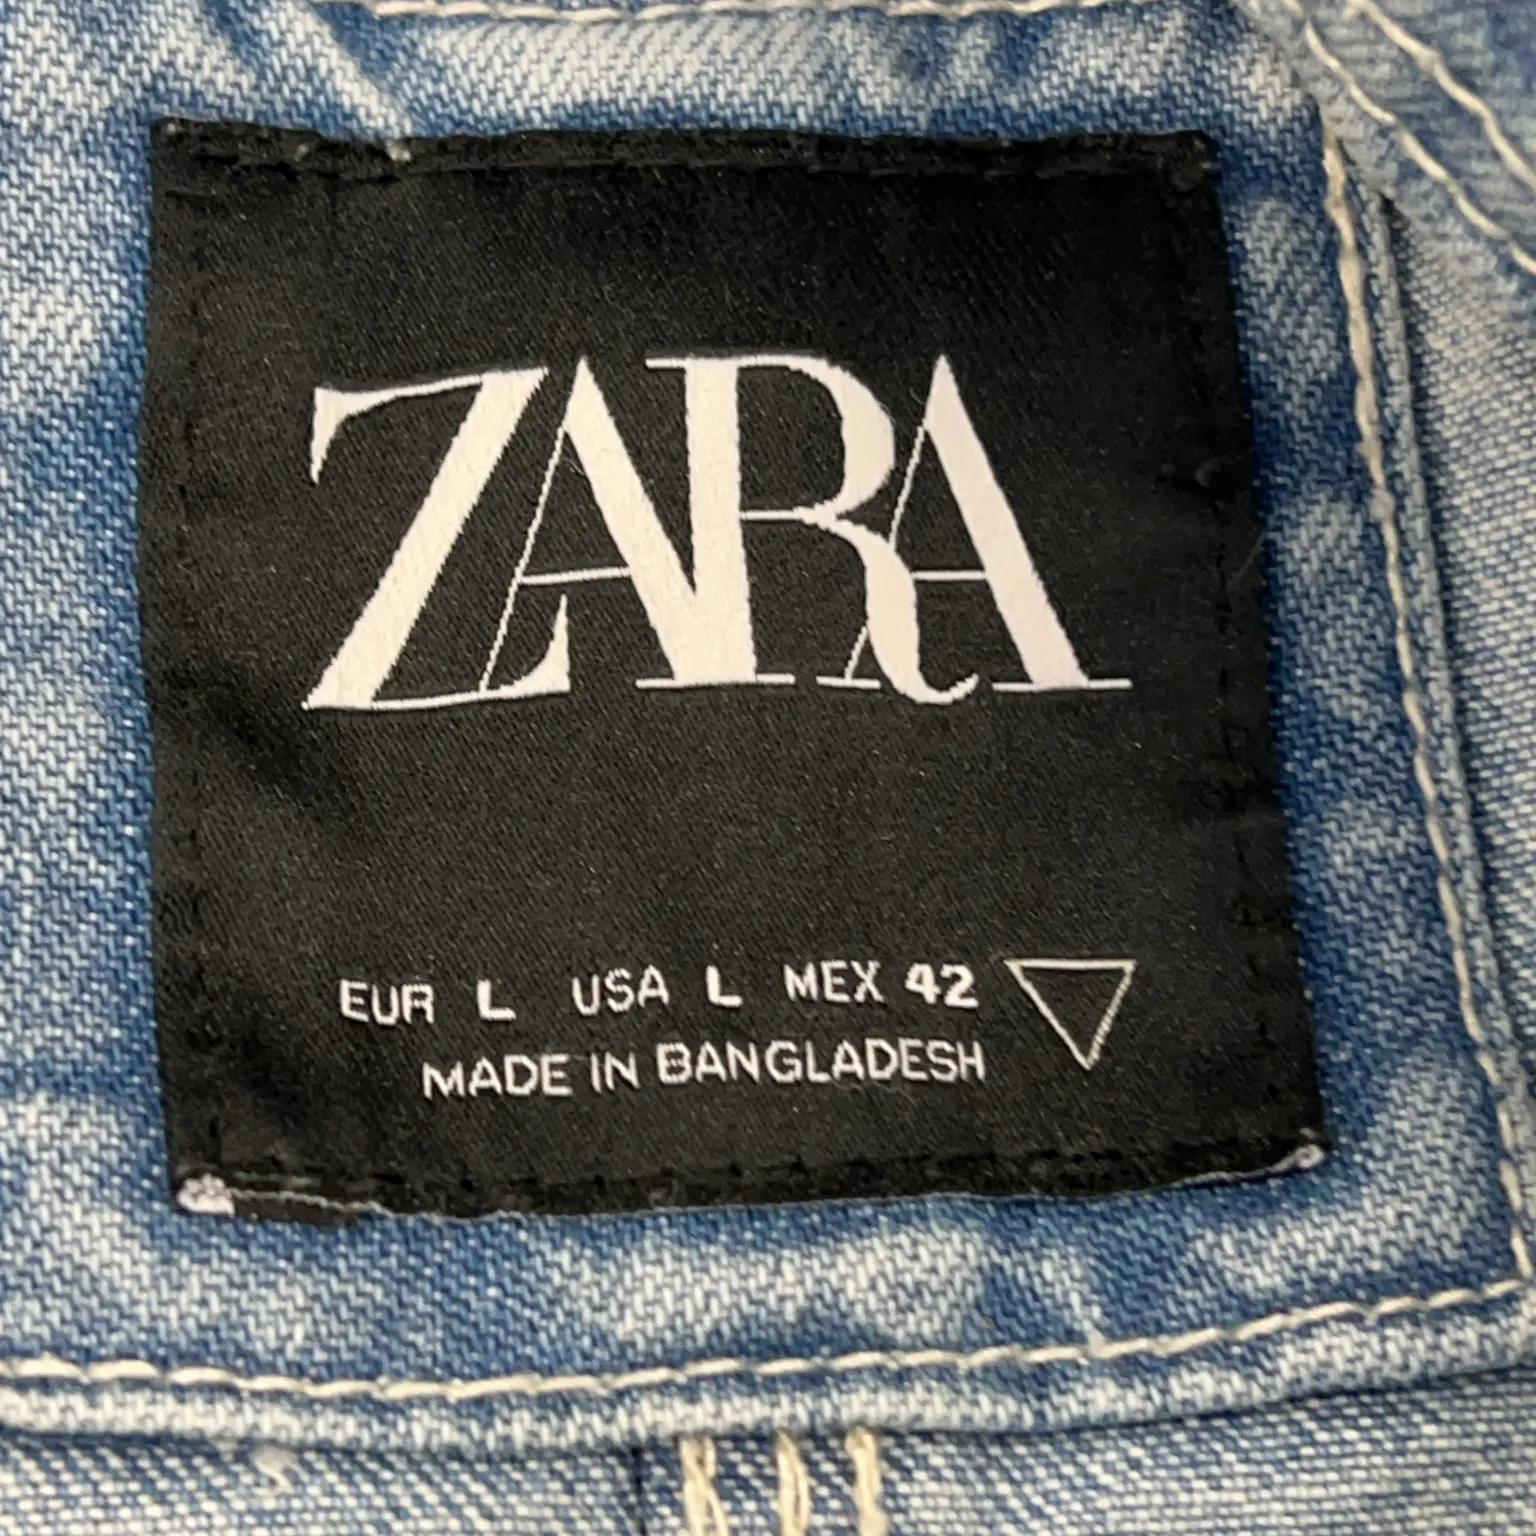 ZARA
EUR L USA L MEX 42
MADE IN BANGLADESH